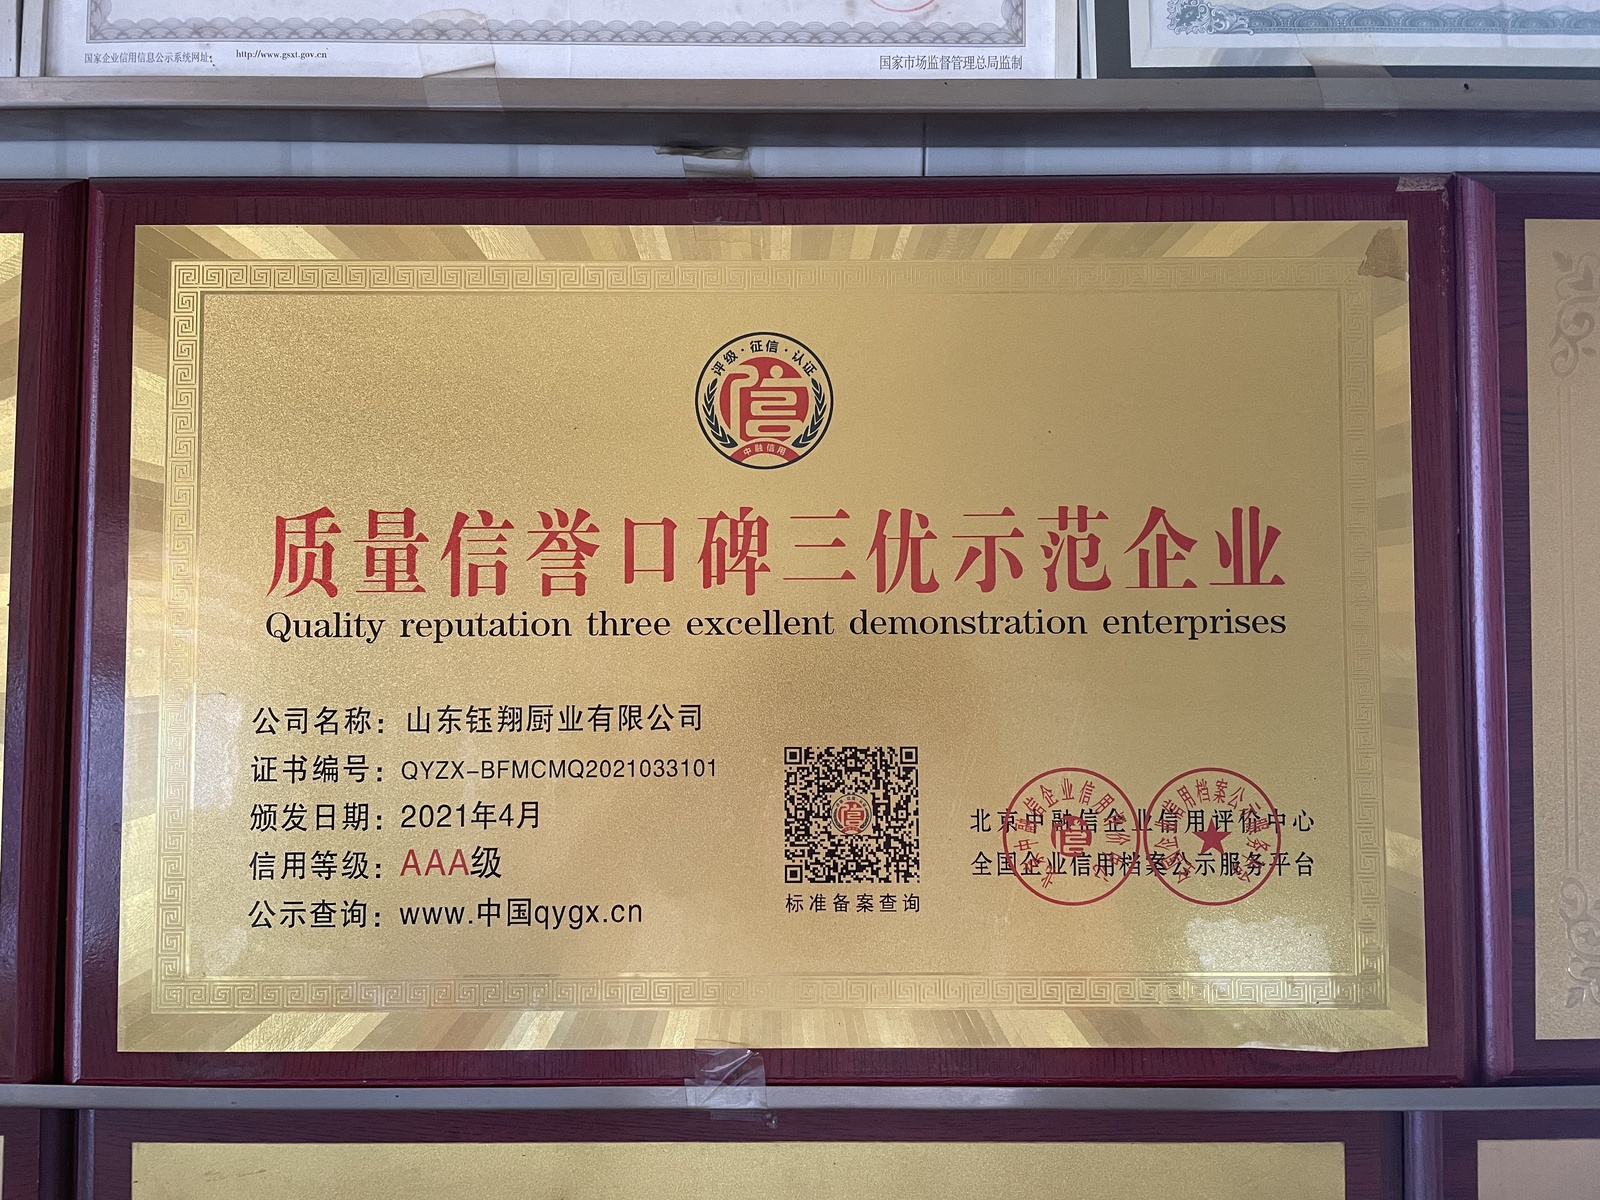 国家企业信用信息公示系统网址: http://www.gsxt.gov.cn
国家市场监督管理总局监制
评级·征信·认证
信
中融信用
质量信誉口碑三优示范企业
Quality reputation three excellent demonstration enterprises
公司名称：山东钰翔厨业有限公司
证书编号：QYZX-BFMCMQ2021033101
颁发日期：2021年4月
信用等级：AAA级
公示查询：www.中国qygx.cn
标准备案查询
北京中融信企业信用评价中心
全国企业信用档案公示服务平台